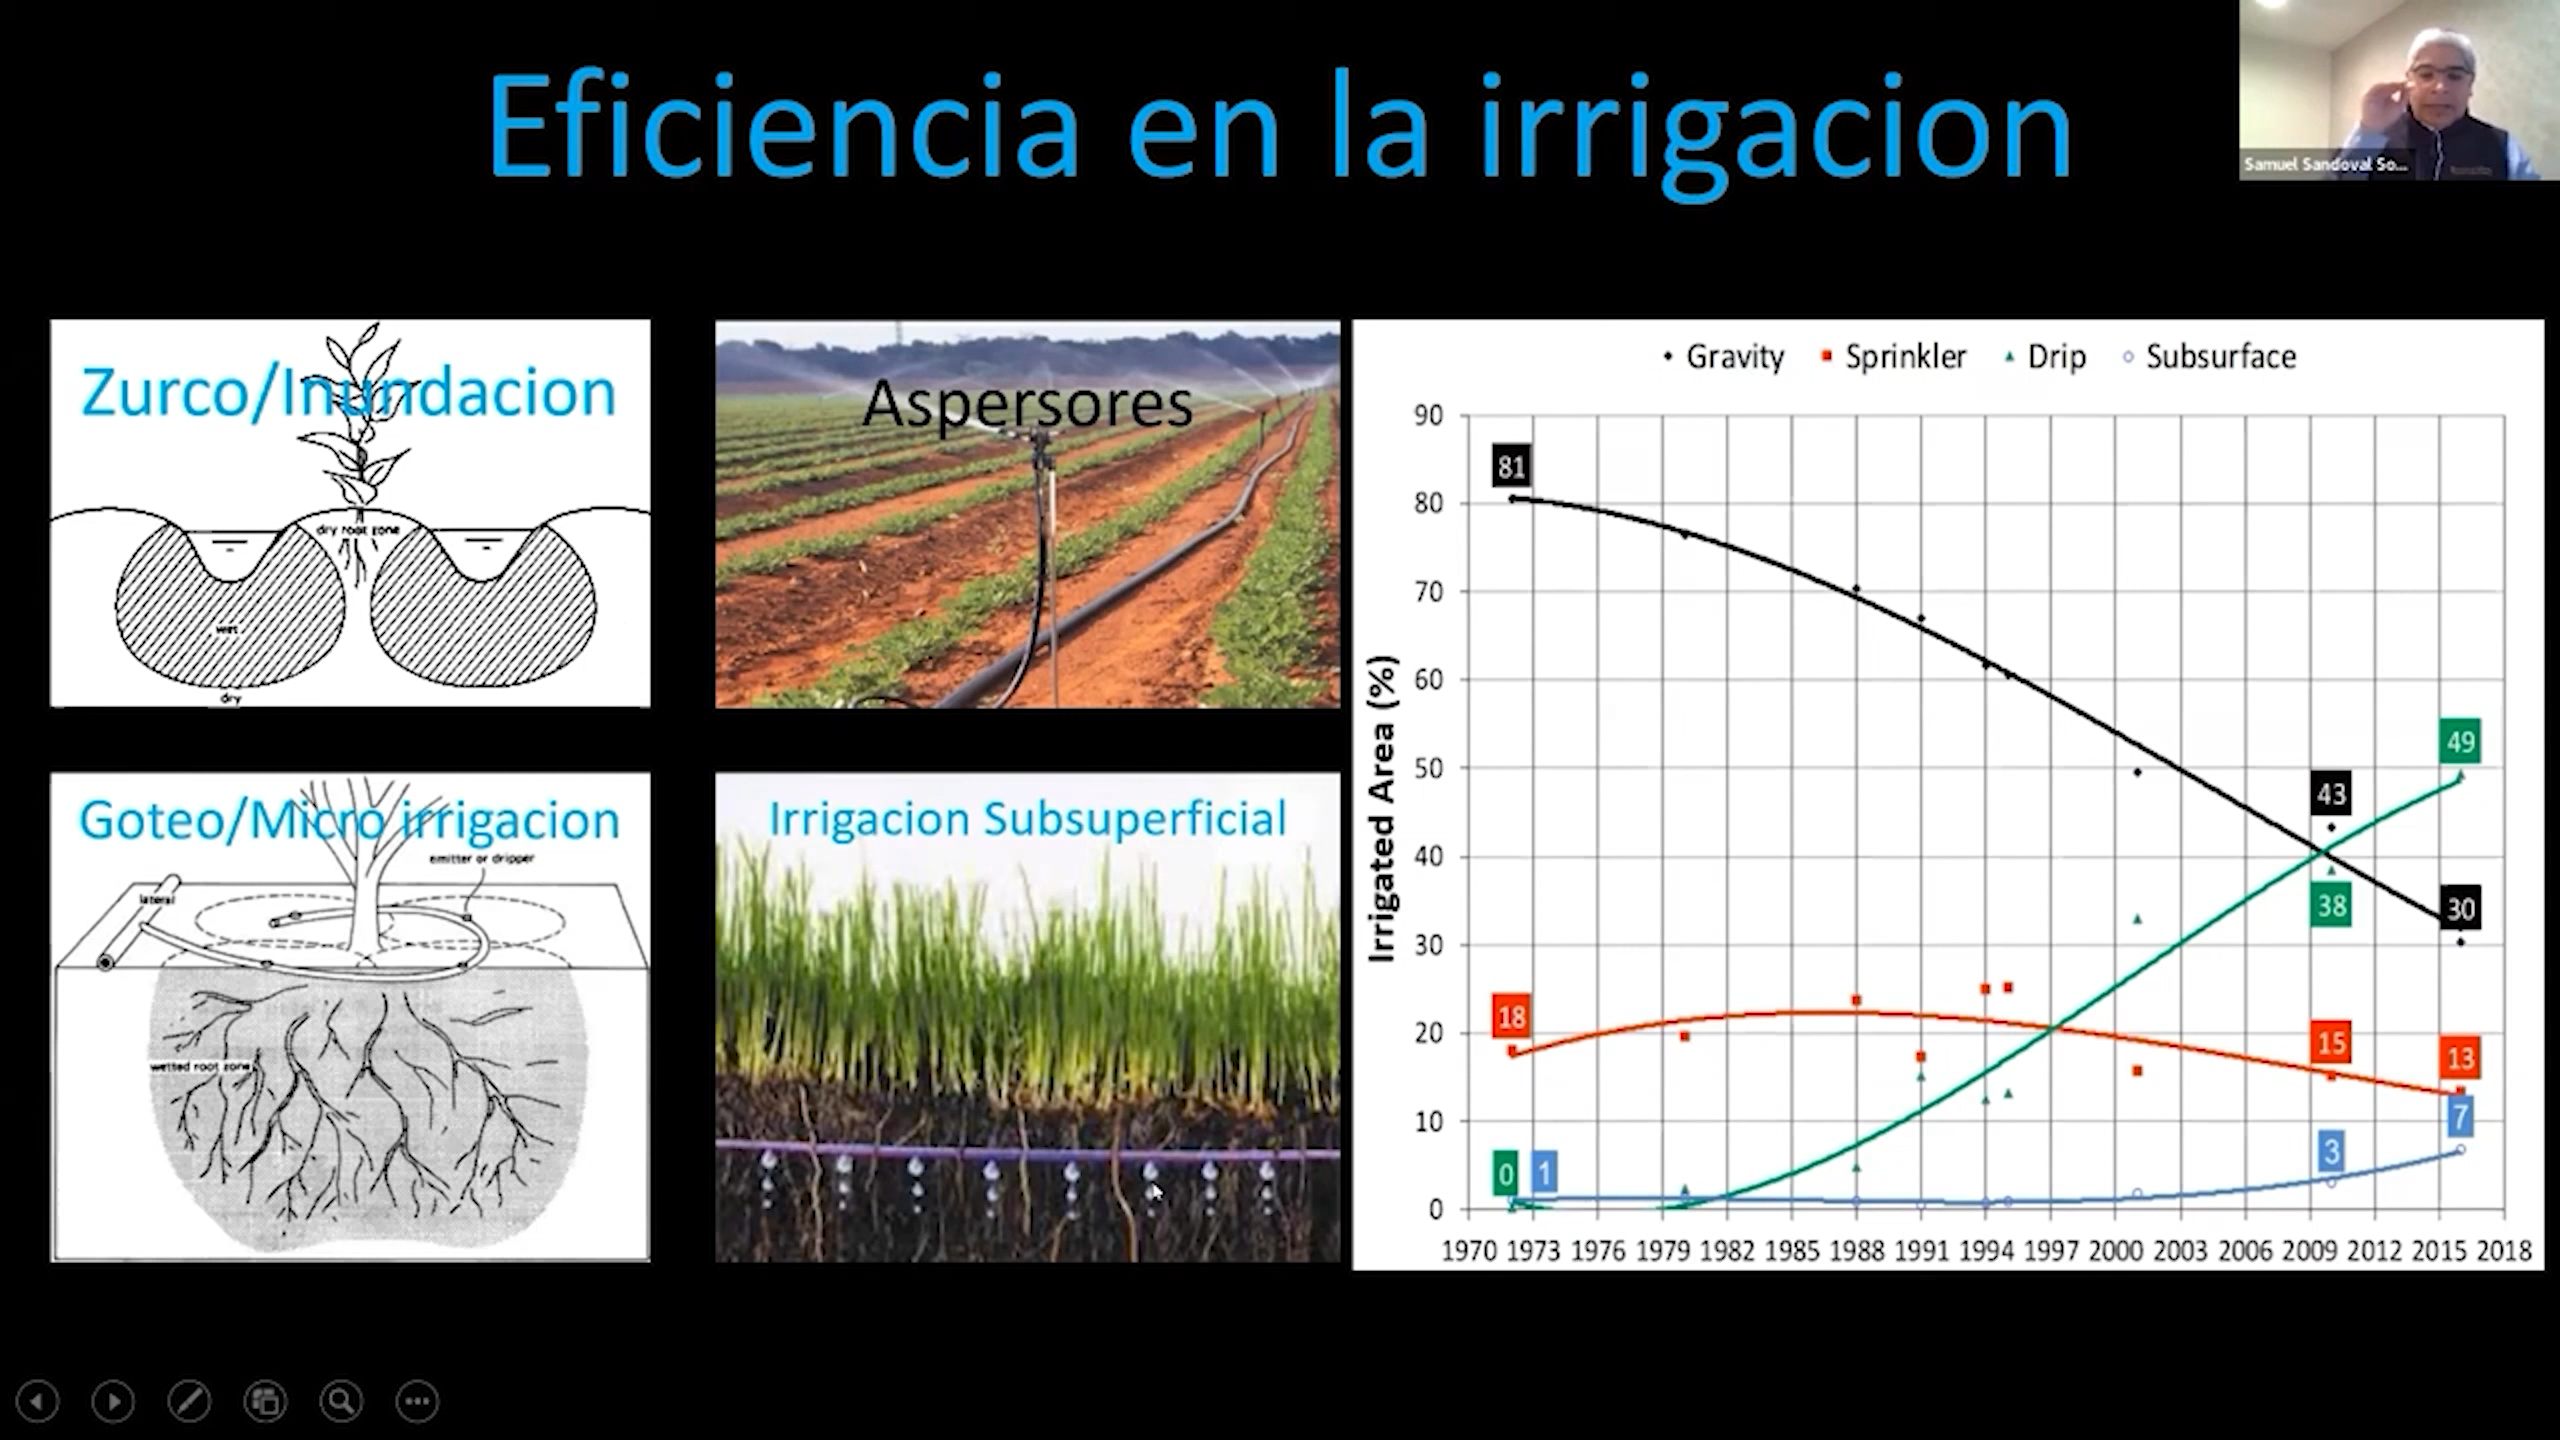 Eficiencia en la irrigacion
Samuel Sandoval So...
Zurco/Inundacion
dry root zone
wet
dry
Aspersores
Goteo/Micro irrigacion
emitter or dripper
lateral
wetted root zone
Irrigacion Subsuperficial
Gravity Sprinkler Drip Subsurface
Irrigated Area (%)
90
80
70
60
50
40
30
20
10
0
81
43
30
49
38
18
15
13
0
1
3
7
1970 1973 1976 1979 1982 1985 1988 1991 1994 1997 2000 2003 2006 2009 2012 2015 2018